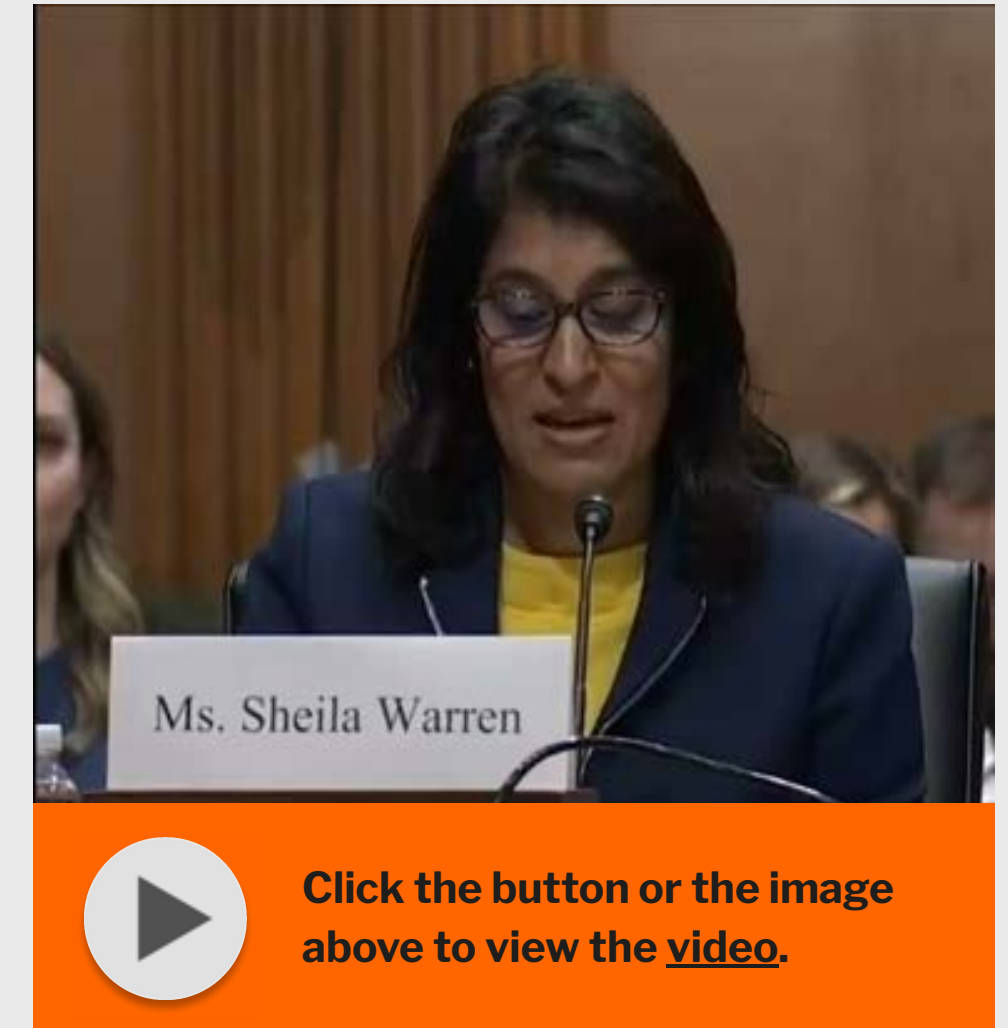 Ms. Sheila Warren
Click the button or the image
above to view the video.